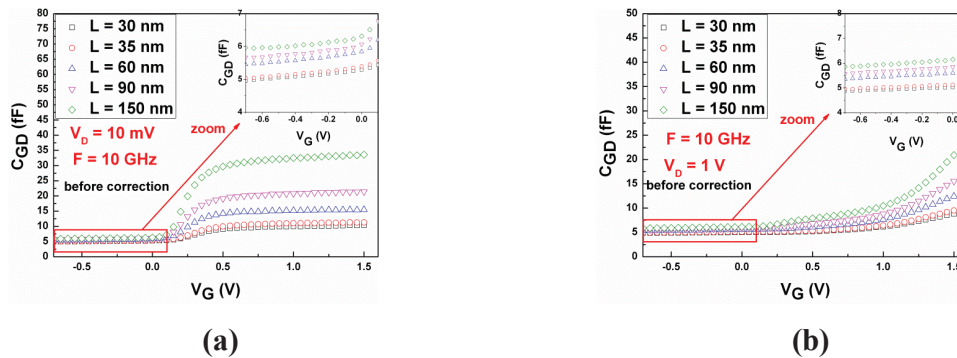 80
75
70
65
60
55
50
45
40
35
30
25
20
15
10
5
0
C_GD (fF)
L = 30 nm
L = 35 nm
L = 60 nm
L = 90 nm
L = 150 nm
V_D = 10 mV
F = 10 GHz
before correction
zoom
7
6
5
4
C_GD (fF)
-0.6 -0.4 -0.2 0.0
V_G (V)
-0.5 0.0 0.5 1.0 1.5
V_G (V)
(a)
50
45
40
35
30
25
20
15
10
5
0
C_GD (fF)
L = 30 nm
L = 35 nm
L = 60 nm
L = 90 nm
L = 150 nm
F = 10 GHz
V_D = 1 V
before correction
zoom
8
7
6
5
4
C_GD (fF)
-0.6 -0.4 -0.2 0.0
V_G (V)
-0.5 0.0 0.5 1.0 1.5
V_G (V)
(b)